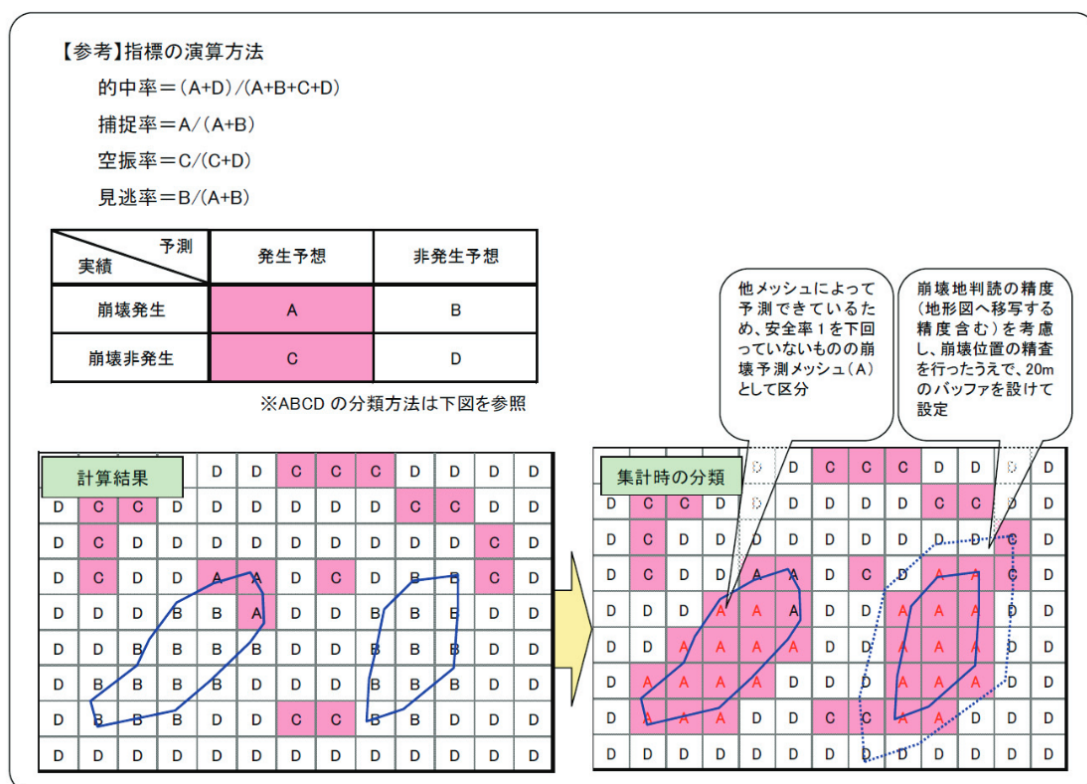 【参考】指標の演算方法
的中率＝(A+D)/(A+B+C+D)
捕捉率＝A/(A+B)
空振率＝C/(C+D)
見逃率＝B/(A+B)
予測
実績
発生予想
非発生予想
崩壊発生
A
B
崩壊非発生
C
D
※ABCD の分類方法は下図を参照
他メッシュによって
予測できているた
め、安全率１を下回
っていないものの崩
壊予測メッシュ(A)
として区分
崩壊地判読の精度
(地形図へ移写する
精度含む)を考慮
し、崩壊位置の精査
を行ったうえで、20m
のバッファを設けて
設定
計算結果
D D C C C D D D D
D C C D D D D D D C C D D
D C D D D D D D D D D C D
D C D D A A D C D B B C D
D D D B B A D D B B B D D
D D B B B B D D B B B D D
D B B B B D D D B B B D D
D B B B D D C C B B D D D
D D D D D D D D D D D D D
集計時の分類
D D C C C D D D D
D C C D D D D D D C C D D
D C D D D D D D D D D C D
D C D D A A D C D A A C D
D D D A A A D D A A A D D
D D A A A A D D A A A D D
D A A A A D D D A A A D D
D A A A D D C C A A D D D
D D D D D D D D D D D D D